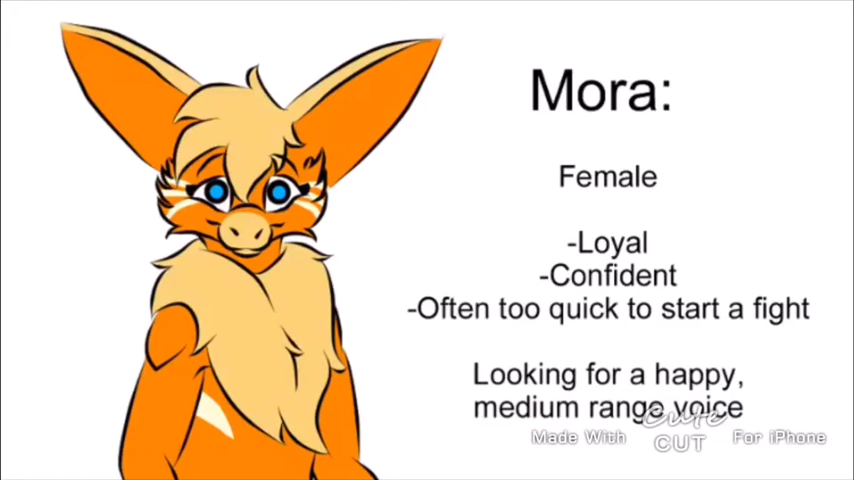 Mora:
Female
-Loyal
-Confident
-Often too quick to start a fight
Looking for a happy,
medium range voice
Made With Cute CUT For iPhone